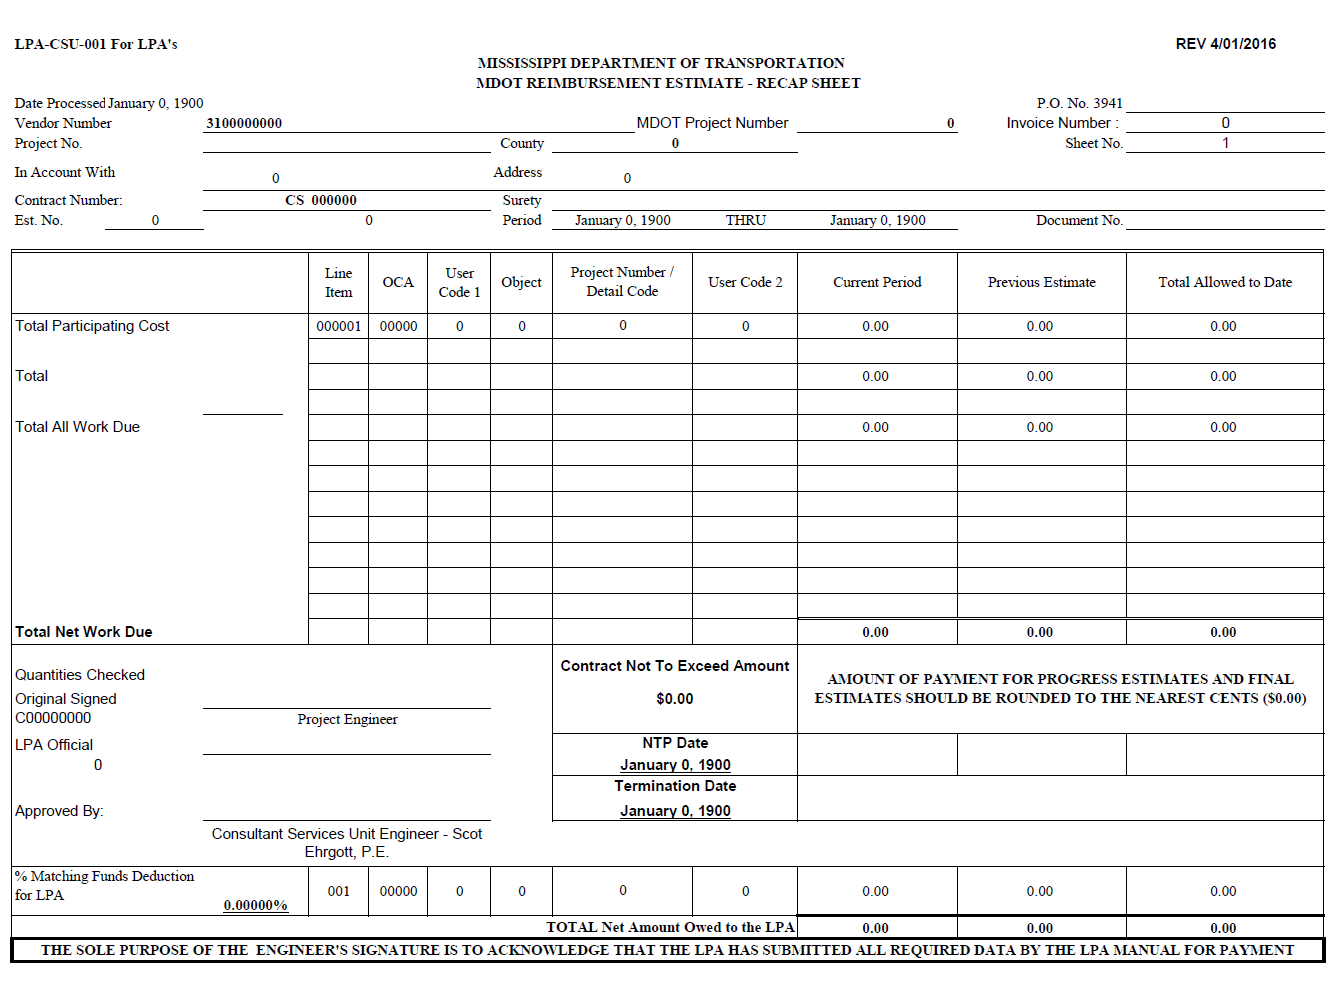 LPA-CSU-001 For LPA's
REV 4/01/2016
MISSISSIPPI DEPARTMENT OF TRANSPORTATION
MDOT REIMBURSEMENT ESTIMATE - RECAP SHEET
Date Processed January 0, 1900 P.O. No. 3941
Vendor Number 3100000000 MDOT Project Number 0 Invoice Number : 0
Project No. County 0 Sheet No. 1
In Account With 0 Address 0
Contract Number: CS 000000 Surety
Est. No. 0 0 Period January 0, 1900 THRU January 0, 1900 Document No.
Line Item OCA User Code 1 Object Project Number / Detail Code User Code 2 Current Period Previous Estimate Total Allowed to Date
Total Participating Cost 000001 00000 0 0 0 0 0.00 0.00 0.00
Total 0.00 0.00 0.00
Total All Work Due 0.00 0.00 0.00
Total Net Work Due 0.00 0.00 0.00
Quantities Checked
Original Signed
C00000000
Project Engineer
LPA Official
0
Approved By:
Consultant Services Unit Engineer - Scot
Ehrgott, P.E.
Contract Not To Exceed Amount
$0.00
NTP Date
January 0, 1900
Termination Date
January 0, 1900
AMOUNT OF PAYMENT FOR PROGRESS ESTIMATES AND FINAL
ESTIMATES SHOULD BE ROUNDED TO THE NEAREST CENTS ($0.00)
% Matching Funds Deduction
for LPA
0.00000% 001 00000 0 0 0 0 0.00 0.00 0.00
TOTAL Net Amount Owed to the LPA 0.00 0.00 0.00
THE SOLE PURPOSE OF THE ENGINEER'S SIGNATURE IS TO ACKNOWLEDGE THAT THE LPA HAS SUBMITTED ALL REQUIRED DATA BY THE LPA MANUAL FOR PAYMENT